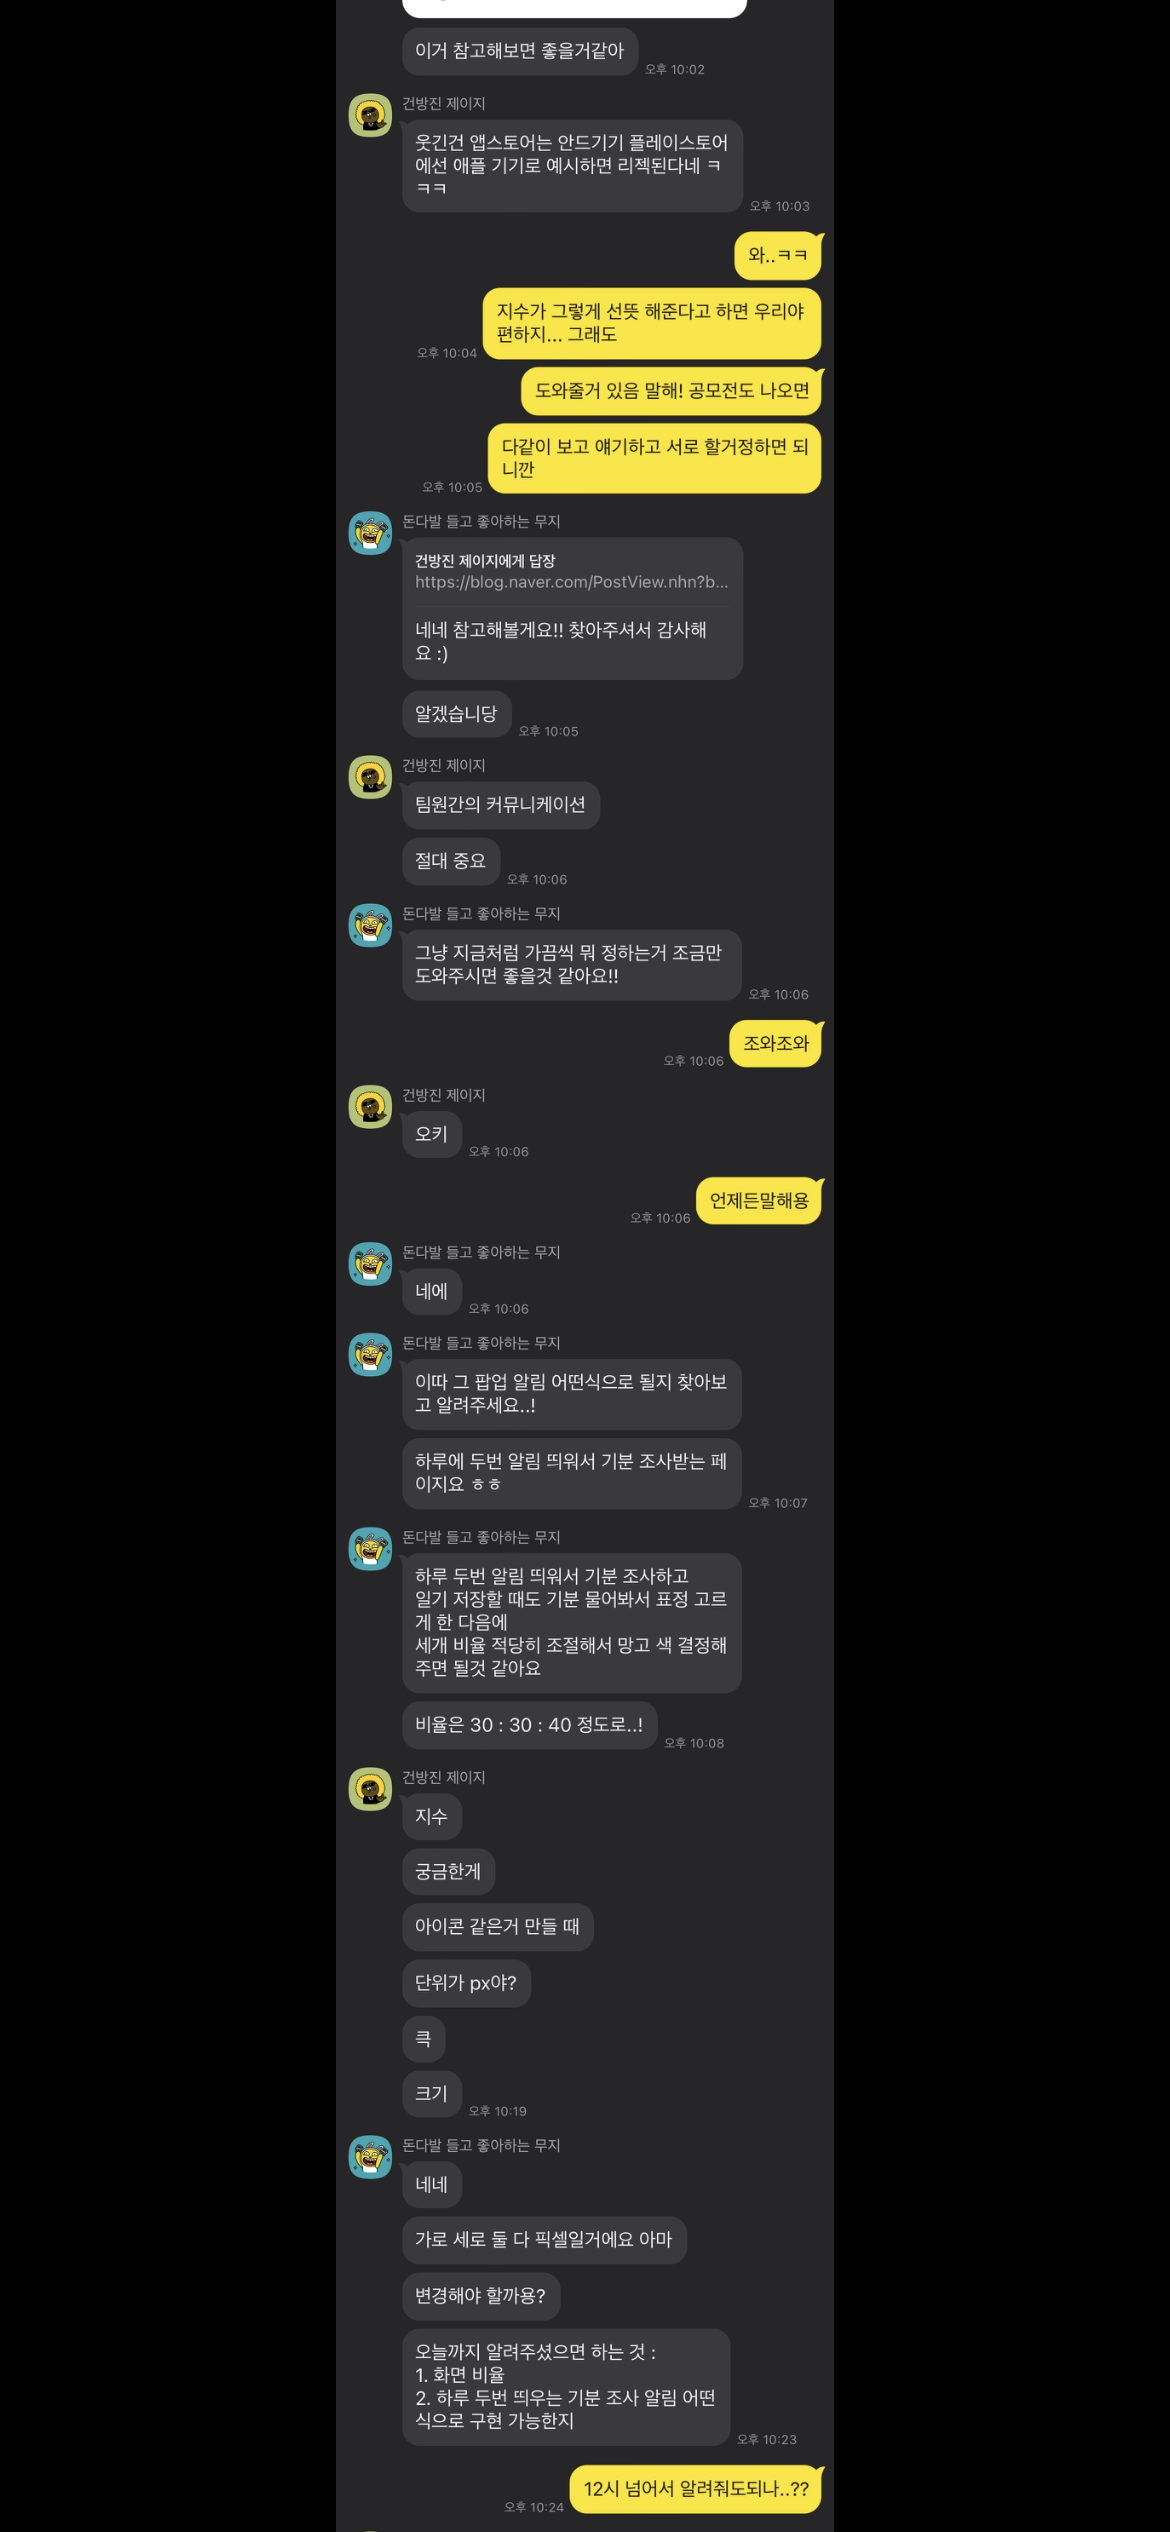 이거 참고해보면 좋을거같아
오후 10:02
건방진 제이지
웃긴건 앱스토어는 안드기기 플레이스토어
에선 애플 기기로 예시하면 리젝된다네 ㅋ
ㅋㅋ
오후 10:03
와..ㅋㅋ
지수가 그렇게 선뜻 해준다고 하면 우리야
편하지... 그래도
오후 10:04
도와줄거 있음 말해! 공모전도 나오면
다같이 보고 얘기하고 서로 할거정하면 되
니깐
오후 10:05
돈다발 들고 좋아하는 무지
건방진 제이지에게 답장
https://blog.naver.com/PostView.nhn?b...
네네 참고해볼게요!! 찾아주셔서 감사해
요 :)
알겠습니당
오후 10:05
건방진 제이지
팀원간의 커뮤니케이션
절대 중요
오후 10:06
돈다발 들고 좋아하는 무지
그냥 지금처럼 가끔씩 뭐 정하는거 조금만
도와주시면 좋을것 같아요!!
오후 10:06
조와조와
오후 10:06
건방진 제이지
오키
오후 10:06
언제든말해용
오후 10:06
돈다발 들고 좋아하는 무지
네에
오후 10:06
돈다발 들고 좋아하는 무지
이따 그 팝업 알림 어떤식으로 될지 찾아보
고 알려주세요..!
하루에 두번 알림 띄워서 기분 조사받는 페
이지요 ㅎㅎ
오후 10:07
돈다발 들고 좋아하는 무지
하루 두번 알림 띄워서 기분 조사하고
일기 저장할 때도 기분 물어봐서 표정 고르
게 한 다음에
세개 비율 적당히 조절해서 망고 색 결정해
주면 될것 같아요
비율은 30 : 30 : 40 정도로..!
오후 10:08
건방진 제이지
지수
궁금한게
아이콘 같은거 만들 때
단위가 px야?
큭
크기
오후 10:19
돈다발 들고 좋아하는 무지
네네
가로 세로 둘 다 픽셀일거에요 아마
변경해야 할까용?
오늘까지 알려주셨으면 하는 것 :
1. 화면 비율
2. 하루 두번 띄우는 기분 조사 알림 어떤
식으로 구현 가능한지
오후 10:23
12시 넘어서 알려줘도되나..??
오후 10:24